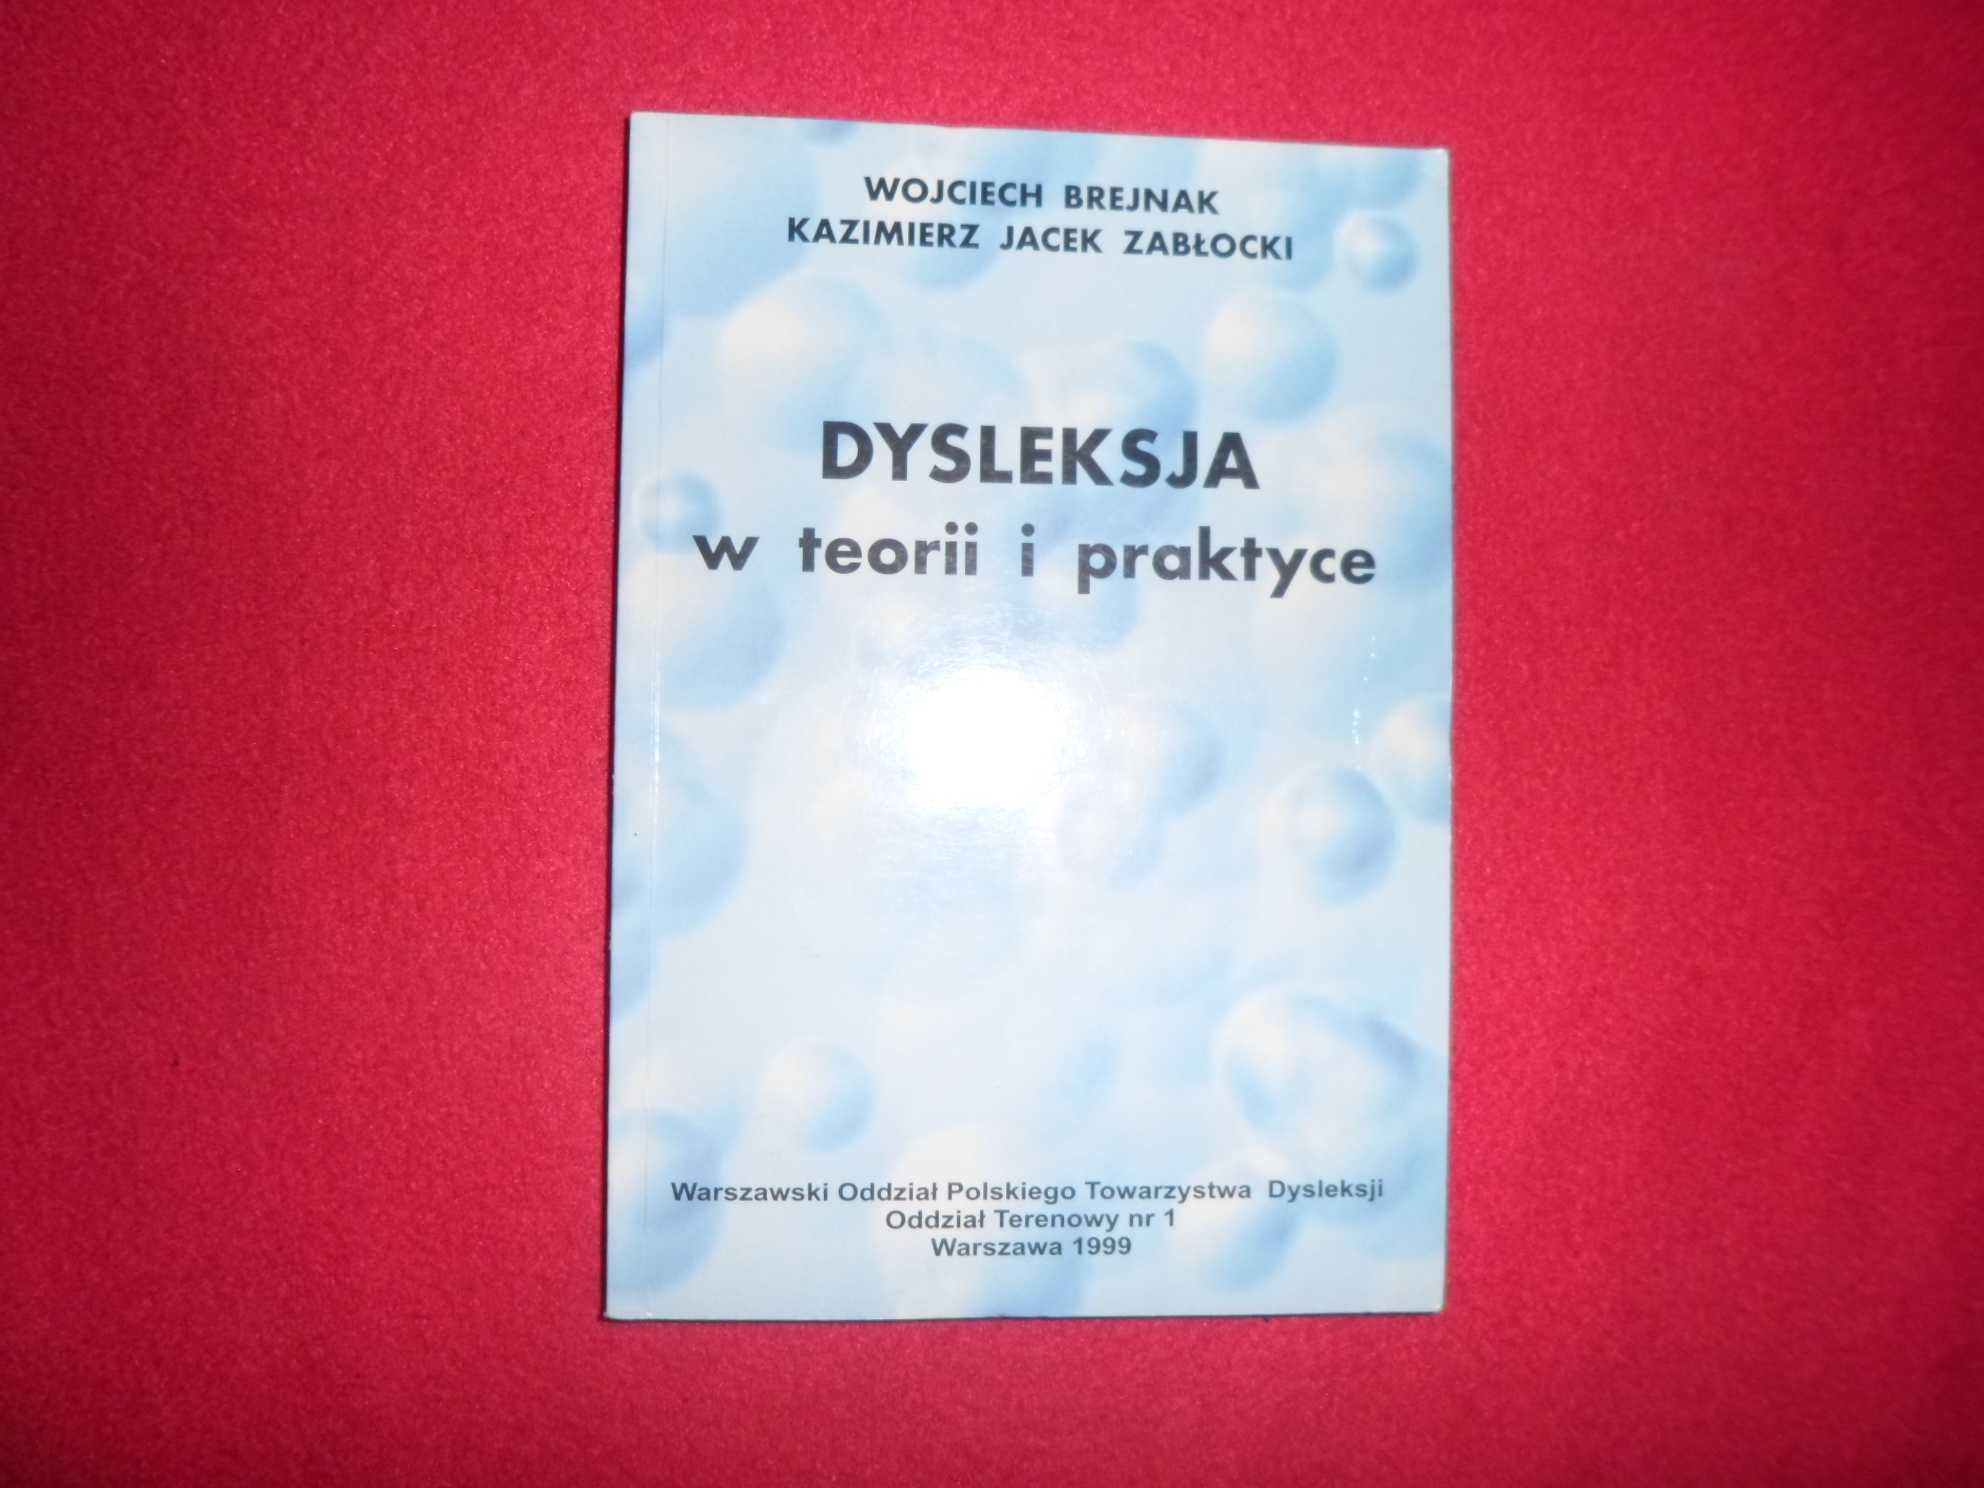 WOJCIECH BREJNAK
KAZIMIERZ JACEK ZABŁOCKI
DYSLEKSJA
w teorii i praktyce
Warszawski Oddział Polskiego Towarzystwa Dysleksji
Oddział Terenowy nr 1
Warszawa 1999